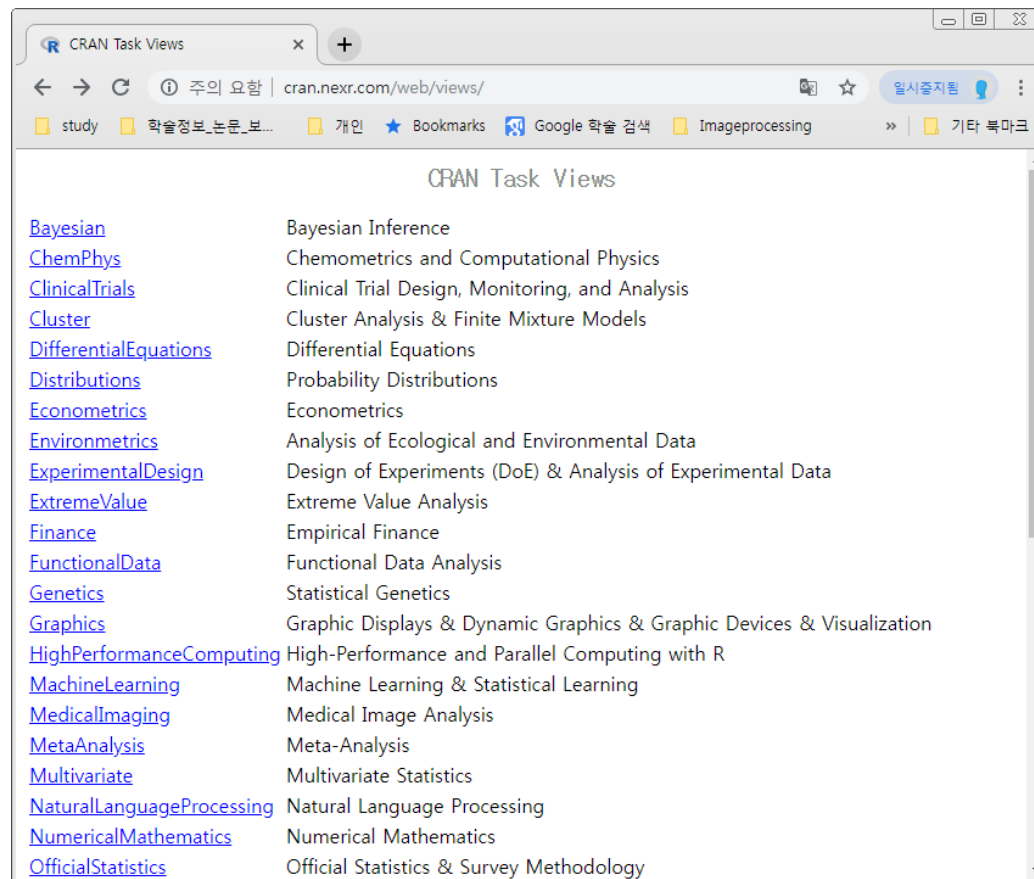 CRAN Task Views
주의 요함 | cran.nexr.com/web/views/ 일시중지됨
study 학술정보_논문_보... 개인 Bookmarks Google 학술 검색 Imageprocessing » 기타 북마크
CRAN Task Views
Bayesian Bayesian Inference
ChemPhys Chemometrics and Computational Physics
ClinicalTrials Clinical Trial Design, Monitoring, and Analysis
Cluster Cluster Analysis & Finite Mixture Models
DifferentialEquations Differential Equations
Distributions Probability Distributions
Econometrics Econometrics
Environmetrics Analysis of Ecological and Environmental Data
ExperimentalDesign Design of Experiments (DoE) & Analysis of Experimental Data
ExtremeValue Extreme Value Analysis
Finance Empirical Finance
FunctionalData Functional Data Analysis
Genetics Statistical Genetics
Graphics Graphic Displays & Dynamic Graphics & Graphic Devices & Visualization
HighPerformanceComputing High-Performance and Parallel Computing with R
MachineLearning Machine Learning & Statistical Learning
MedicalImaging Medical Image Analysis
MetaAnalysis Meta-Analysis
Multivariate Multivariate Statistics
NaturalLanguageProcessing Natural Language Processing
NumericalMathematics Numerical Mathematics
OfficialStatistics Official Statistics & Survey Methodology